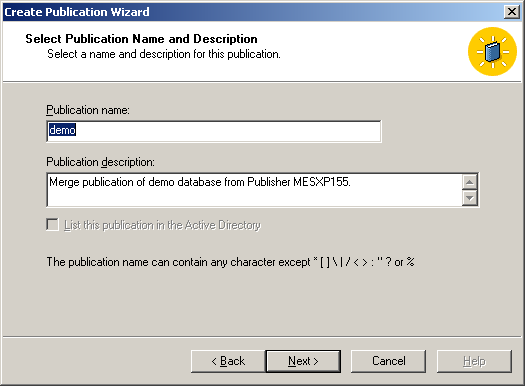 Create Publication Wizard
Select Publication Name and Description
Select a name and description for this publication.
Publication name:
demo
Publication description:
Merge publication of demo database from Publisher MESXP155.
List this publication in the Active Directory
The publication name can contain any character except * [ ] \ | / < > : " ? or %
< Back
Next >
Cancel
Help